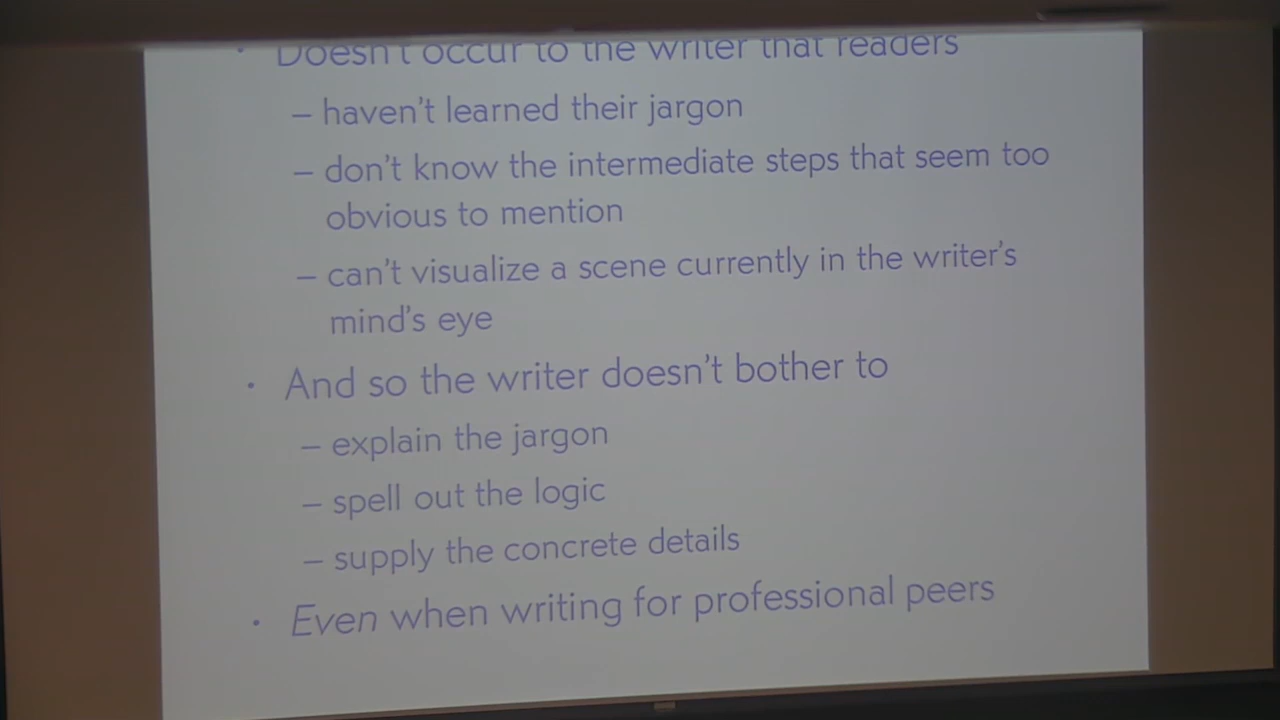 • Doesn't occur to the writer that readers
– haven't learned their jargon
– don't know the intermediate steps that seem too
obvious to mention
– can't visualize a scene currently in the writer's
mind's eye
• And so the writer doesn't bother to
– explain the jargon
– spell out the logic
– supply the concrete details
• Even when writing for professional peers